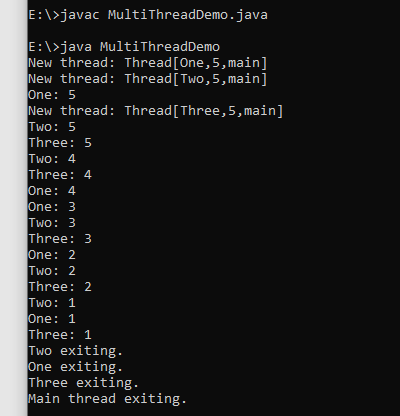 E:\>javac MultiThreadDemo.java
E:\>java MultiThreadDemo
New thread: Thread[One,5,main]
New thread: Thread[Two,5,main]
One: 5
New thread: Thread[Three,5,main]
Two: 5
Three: 5
Two: 4
Three: 4
One: 4
One: 3
Two: 3
Three: 3
One: 2
Two: 2
Three: 2
Two: 1
One: 1
Three: 1
Two exiting.
One exiting.
Three exiting.
Main thread exiting.